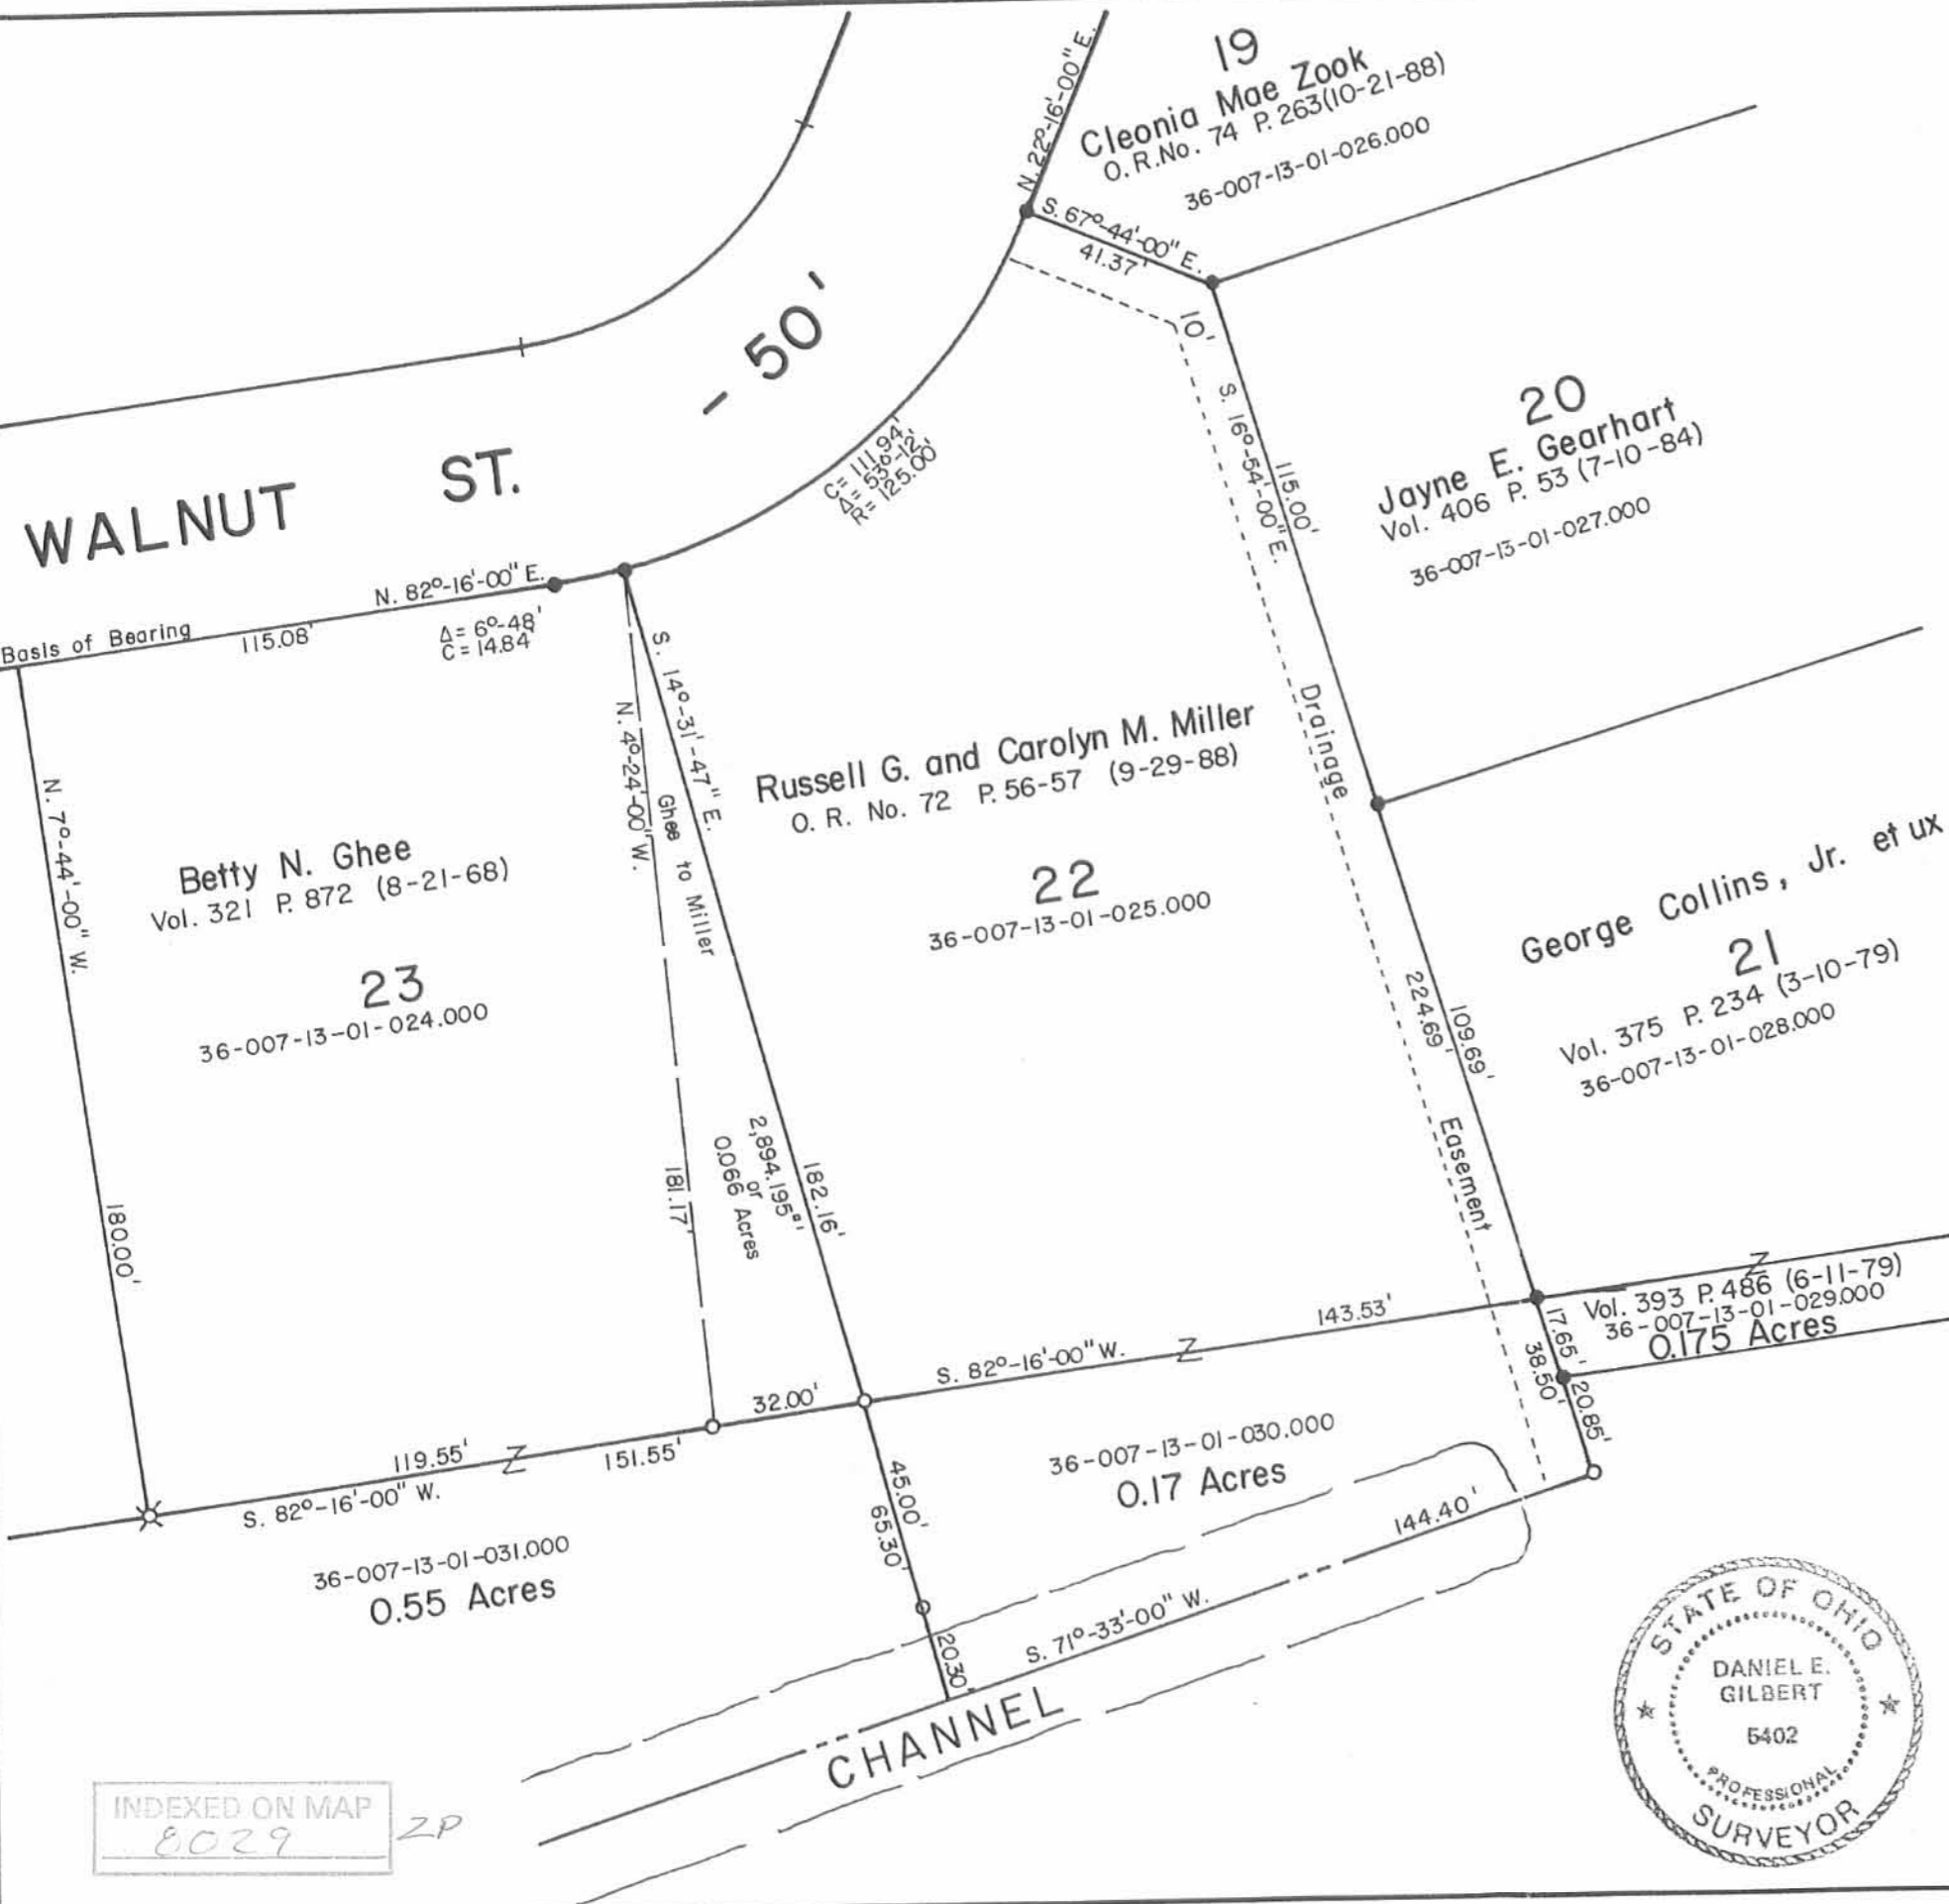 19
Cleonia Mae Zook
O.R.No. 74 P. 263(10-21-88)
36-007-13-01-026.000
N. 22°-16'-00" E.
S. 67°-44'-00" E.
41.37'
10'
- 50'
WALNUT ST.
C= 111.94'
Δ= 53°-12'
R= 125.00'
S. 16°-54'-00" E.
115.00'
20
Jayne E. Gearhart
Vol. 406 P. 53 (7-10-84)
36-007-13-01-027.000
N. 82°-16'-00" E.
Basis of Bearing
115.08'
Δ= 6°-48'
C= 14.84'
S. 14°-31'-47" E.
N. 4°-24'-00" W.
Ghee to Miller
Russell G. and Carolyn M. Miller
O. R. No. 72 P. 56-57 (9-29-88)
22
36-007-13-01-025.000
Drainage
Easement
N. 7°-44'-00" W.
180.00'
Betty N. Ghee
Vol. 321 P. 872 (8-21-68)
23
36-007-13-01-024.000
George Collins, Jr. et ux
21
Vol. 375 P. 234 (3-10-79)
36-007-13-01-028.000
224.69'
109.69'
181.17'
2,894.195□'
or
0.066 Acres
182.16'
Z
Vol. 393 P. 486 (6-11-79)
36-007-13-01-029.000
0.175 Acres
17.65'
38.50'
20.85'
143.53'
S. 82°-16'-00" W.
Z
32.00'
119.55'
Z
151.55'
S. 82°-16'-00" W.
36-007-13-01-031.000
0.55 Acres
36-007-13-01-030.000
0.17 Acres
45.00'
65.30'
20.30'
144.40'
S. 71°-33'-00" W.
CHANNEL
STATE OF OHIO
DANIEL E.
GILBERT
5402
PROFESSIONAL
SURVEYOR
INDEXED ON MAP
8029
ZP